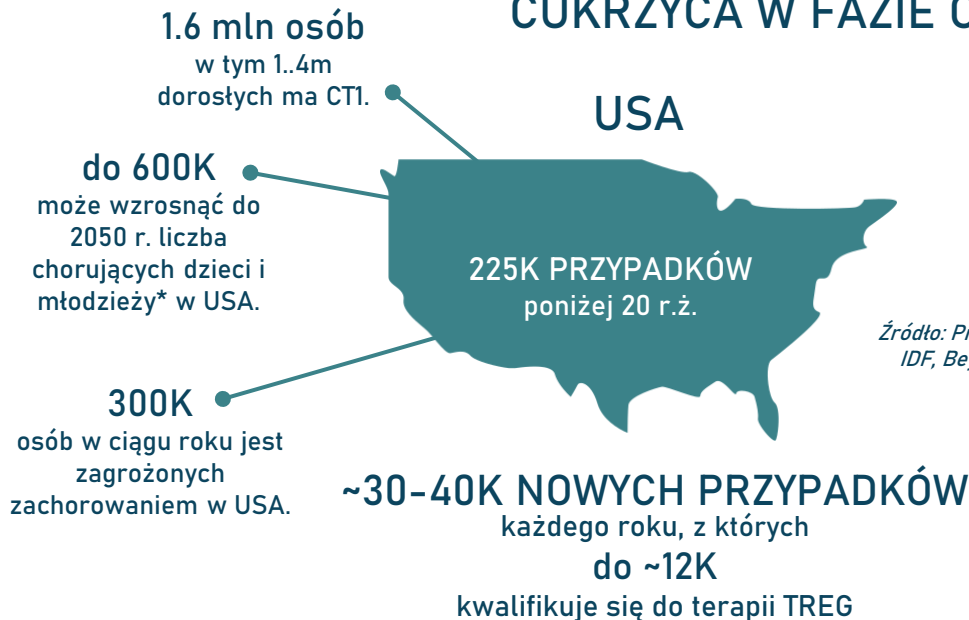 CUKRZYCA W FAZIE
1.6 mln osób
w tym 1..4m
dorosłych ma CT1.
USA
do 600K
może wzrosnąć do
2050 r. liczba
chorujących dzieci i
młodzieży* w USA.
225K PRZYPADKÓW
poniżej 20 r.ż.
Źródło:
IDF,
300K
osób w ciągu roku jest
zagrożonych
zachorowaniem w USA.
~30-40K NOWYCH PRZYPADKÓW
każdego roku, z których
do ~12K
kwalifikuje się do terapii TREG